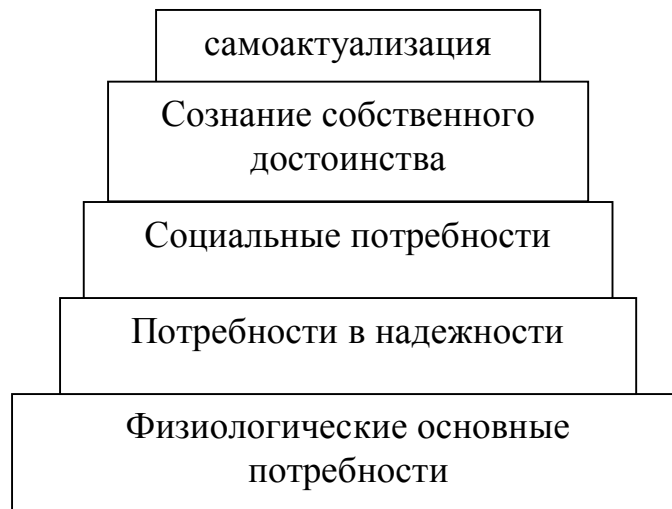 самоактуализация
Сознание собственного
достоинства
Социальные потребности
Потребности в надежности
Физиологические основные
потребности